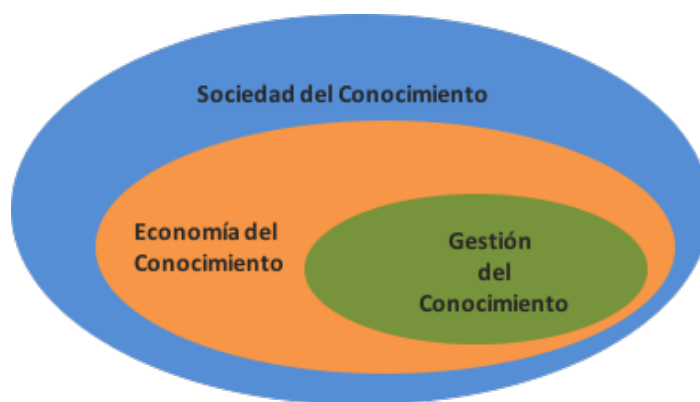 Sociedad del Conocimiento
Economía del
Conocimiento
Gestión
del
Conocimiento